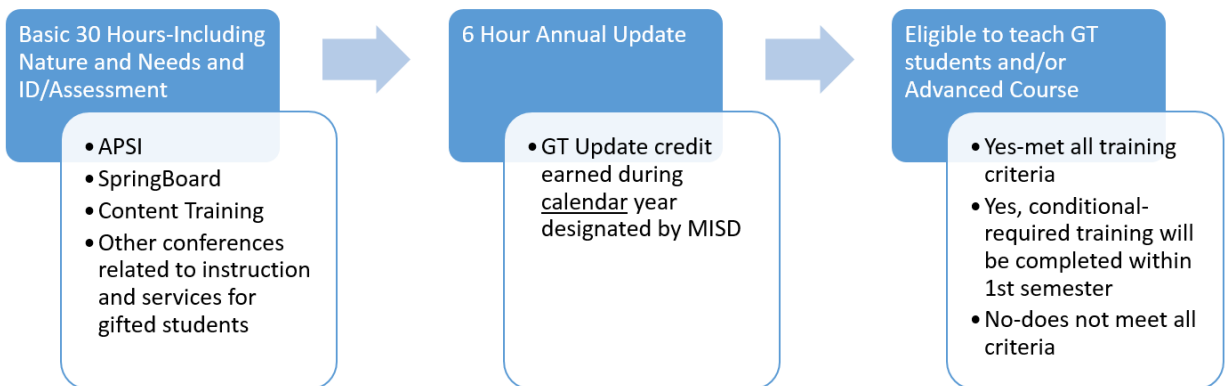 Basic 30 Hours-Including
Nature and Needs and
ID/Assessment
• APSI
• SpringBoard
• Content Training
• Other conferences
related to instruction
and services for
gifted students
6 Hour Annual Update
• GT Update credit
earned during
calendar year
designated by MISD
Eligible to teach GT
students and/or
Advanced Course
• Yes-met all training
criteria
• Yes, conditional-
required training will
be completed within
1st semester
• No-does not meet all
criteria